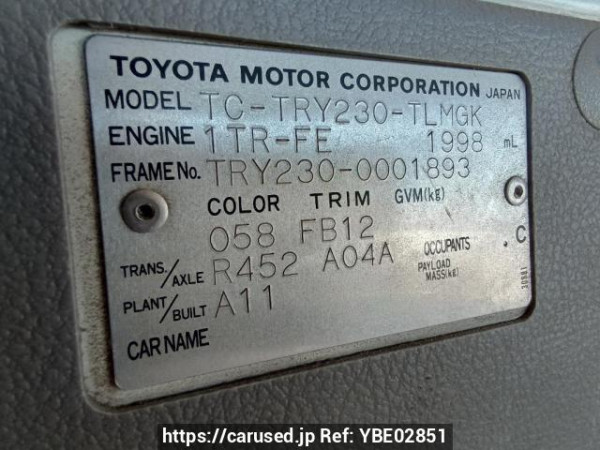 TOYOTA MOTOR CORPORATION JAPAN
MODEL TC-TRY230-TLMGK
ENGINE 1TR-FE 1998 mL
FRAME No. TRY230-0001893
COLOR TRIM GVM(kg)
058 FB12
TRANS./AXLE R452 A04A OCCUPANTS
PAYLOAD MASS(kg)
.C
PLANT/BUILT A11
CAR NAME
https://carused.jp Ref: YBE02851